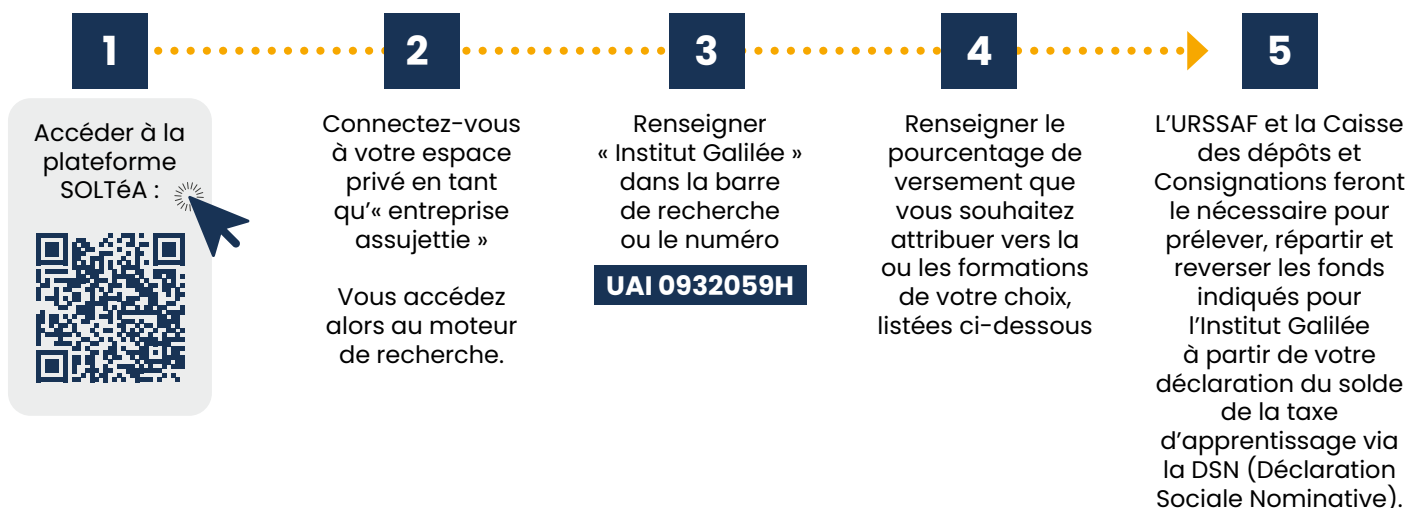 1
Accéder à la
plateforme
SOLTéA :
2
Connectez-vous
à votre espace
privé en tant
qu'« entreprise
assujettie »
Vous accédez
alors au moteur
de recherche.
3
Renseigner
« Institut Galilée »
dans la barre
de recherche
ou le numéro
UAI 0932059H
4
Renseigner le
pourcentage de
versement que
vous souhaitez
attribuer vers la
ou les formations
de votre choix,
listées ci-dessous
5
L'URSSAF et la Caisse
des dépôts et
Consignations feront
le nécessaire pour
prélever, répartir et
reverser les fonds
indiqués pour
l'Institut Galilée
à partir de votre
déclaration du solde
de la taxe
d'apprentissage via
la DSN (Déclaration
Sociale Nominative).